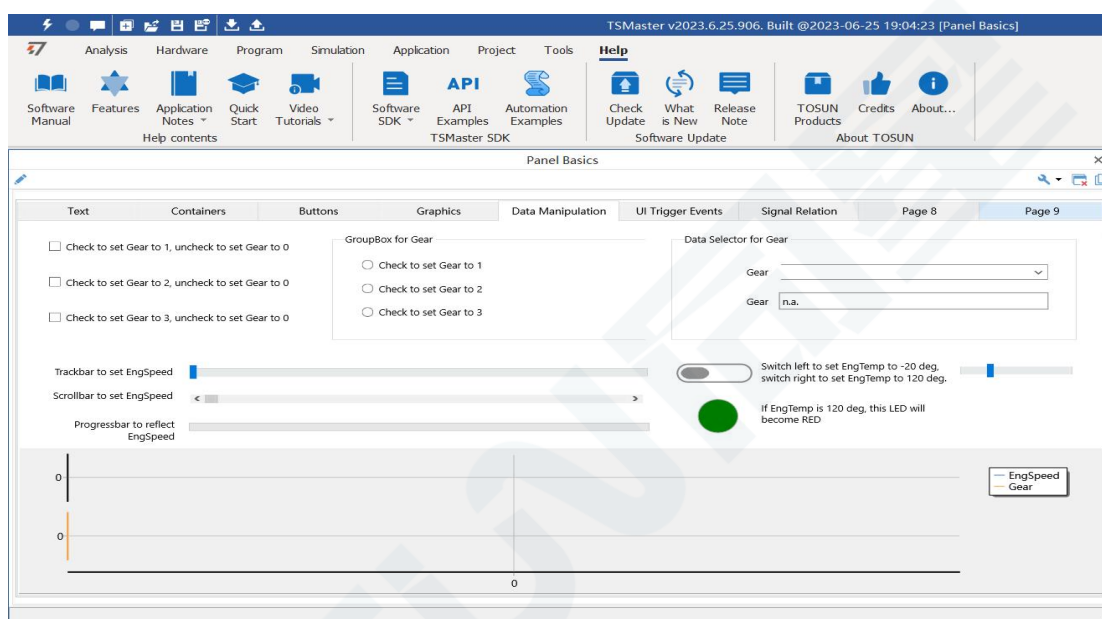 TSMaster v2023.6.25.906. Built @2023-06-25 19:04:23 [Panel Basics]
Analysis Hardware Program Simulation Application Project Tools Help
API
Software Manual
Features
Application Notes
Quick Start
Video Tutorials
Software SDK
API Examples
Automation Examples
Check Update
What is New
Release Note
TOSUN Products
Credits
About...
Help contents
TSMaster SDK
Software Update
About TOSUN
Panel Basics
Text Containers Buttons Graphics Data Manipulation UI Trigger Events Signal Relation Page 8 Page 9
Check to set Gear to 1, uncheck to set Gear to 0
Check to set Gear to 2, uncheck to set Gear to 0
Check to set Gear to 3, uncheck to set Gear to 0
GroupBox for Gear
Check to set Gear to 1
Check to set Gear to 2
Check to set Gear to 3
Data Selector for Gear
Gear
Gear n.a.
Trackbar to set EngSpeed
Scrollbar to set EngSpeed
Progressbar to reflect
EngSpeed
Switch left to set EngTemp to -20 deg,
switch right to set EngTemp to 120 deg.
If EngTemp is 120 deg, this LED will
become RED
0
0
0
EngSpeed
Gear